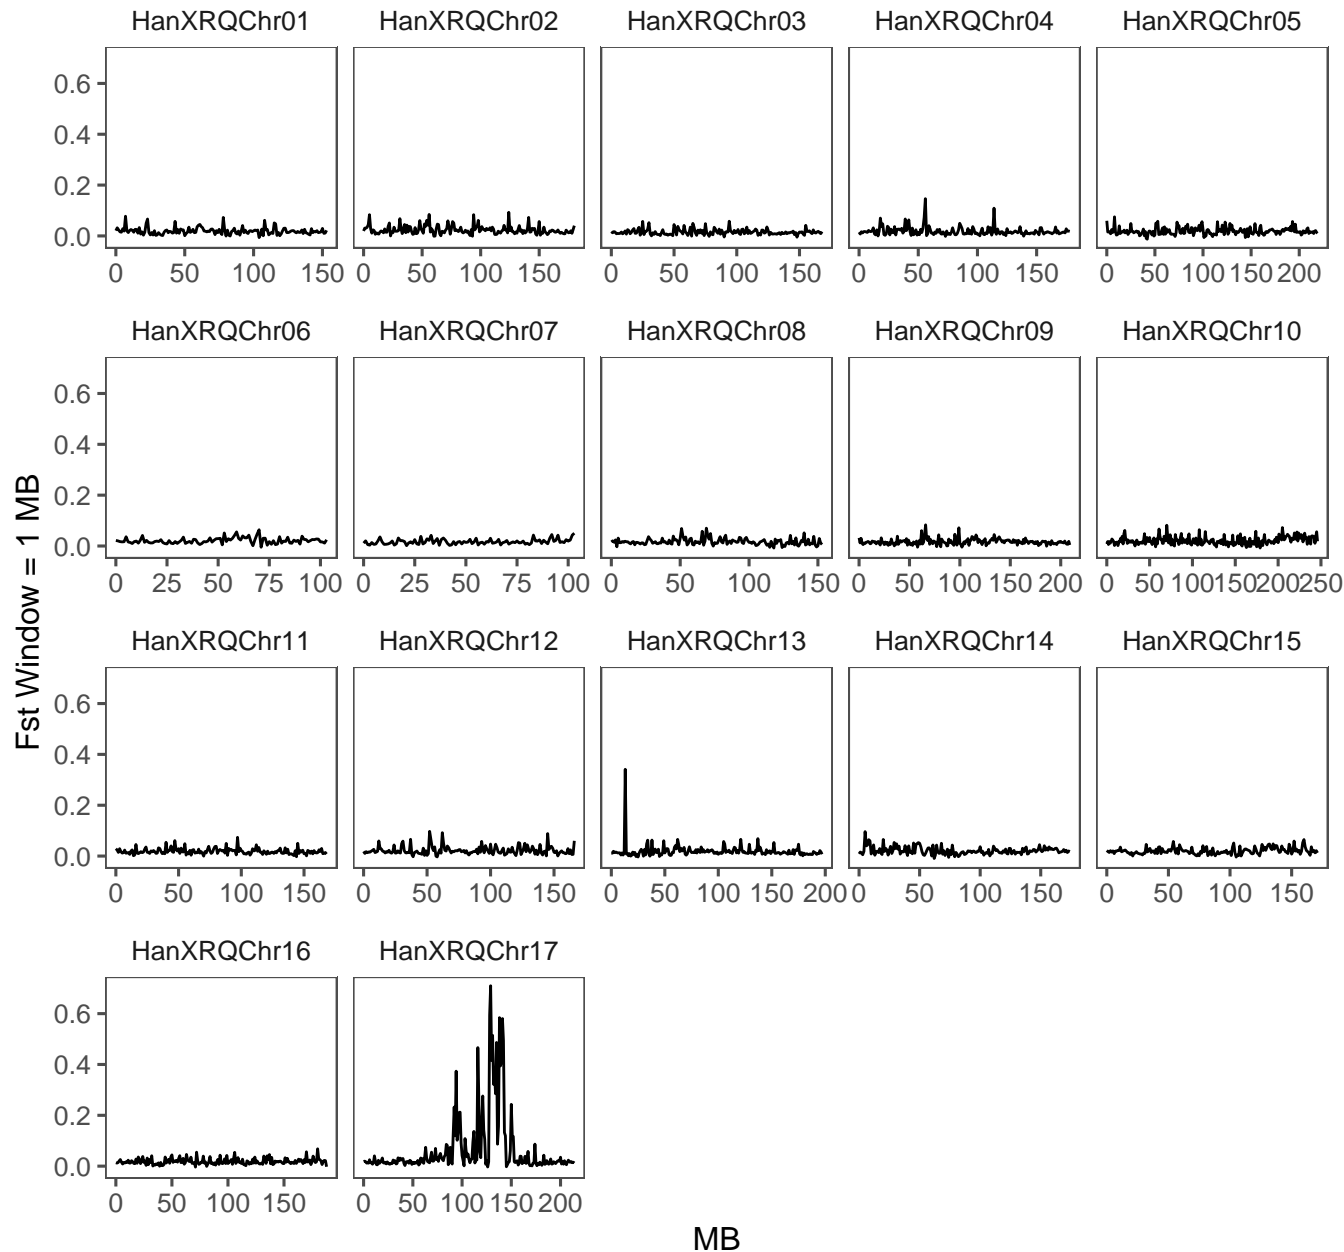 HanXRQChr01 HanXRQChr02 HanXRQChr03 HanXRQChr04 HanXRQChr05
0.6
0.4
0.2
0.0
0 50 100 150 0 50 100 150 0 50 100 150 0 50 100 150 0 50 100 150 200
HanXRQChr06 HanXRQChr07 HanXRQChr08 HanXRQChr09 HanXRQChr10
0.6
0.4
0.2
0.0
0 25 50 75 100 0 25 50 75 100 0 50 100 150 0 50 100 150 200 0 50 100 150 200 250
Fst Window = 1 MB
HanXRQChr11 HanXRQChr12 HanXRQChr13 HanXRQChr14 HanXRQChr15
0.6
0.4
0.2
0.0
0 50 100 150 0 50 100 150 0 50 100 150 200 0 50 100 150 0 50 100 150
HanXRQChr16 HanXRQChr17
0.6
0.4
0.2
0.0
0 50 100 150 0 50 100 150 200
MB